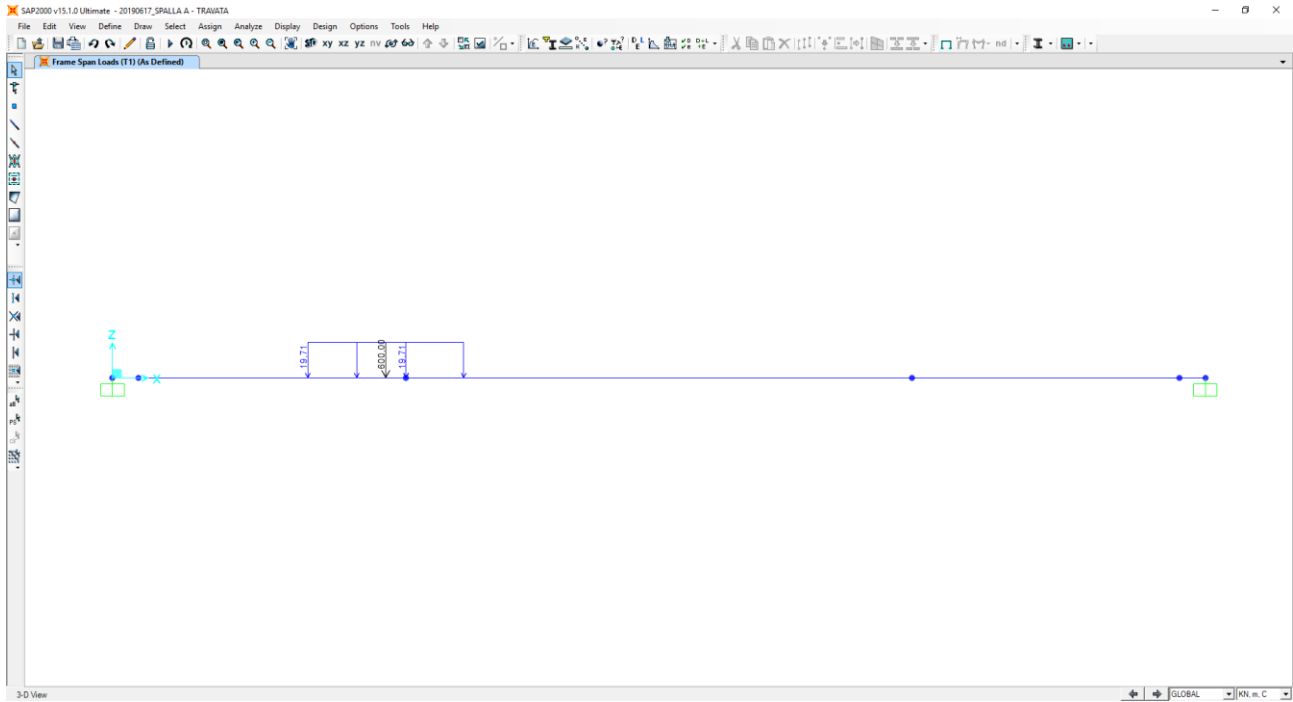 SAP2000 v15.1.0 Ultimate - 20190617_SPALLA A - TRAVATA
File Edit View Define Draw Select Assign Analyze Display Design Options Tools Help
xy xz yz nv nd
Frame Span Loads (T1) (As Defined)
Z
X
19.71
600.00
19.71
3-D View
GLOBAL
KN, m, C